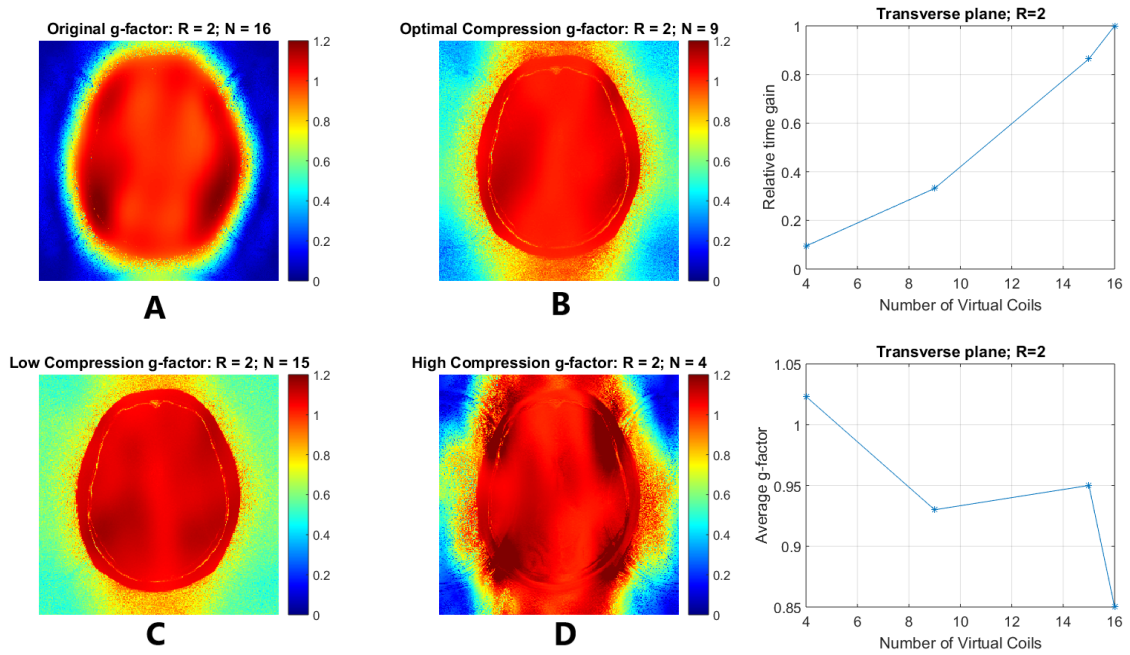 Original g-factor: R = 2; N = 16
1.2
1
0.8
0.6
0.4
0.2
0
A
Optimal Compression g-factor: R = 2; N = 9
1.2
1
0.8
0.6
0.4
0.2
0
B
Transverse plane; R=2
Relative time gain
1
0.8
0.6
0.4
0.2
0
4 6 8 10 12 14 16
Number of Virtual Coils
Low Compression g-factor: R = 2; N = 15
1.2
1
0.8
0.6
0.4
0.2
0
C
High Compression g-factor: R = 2; N = 4
1.2
1
0.8
0.6
0.4
0.2
0
D
Transverse plane; R=2
Average g-factor
1.05
1
0.95
0.9
0.85
4 6 8 10 12 14 16
Number of Virtual Coils